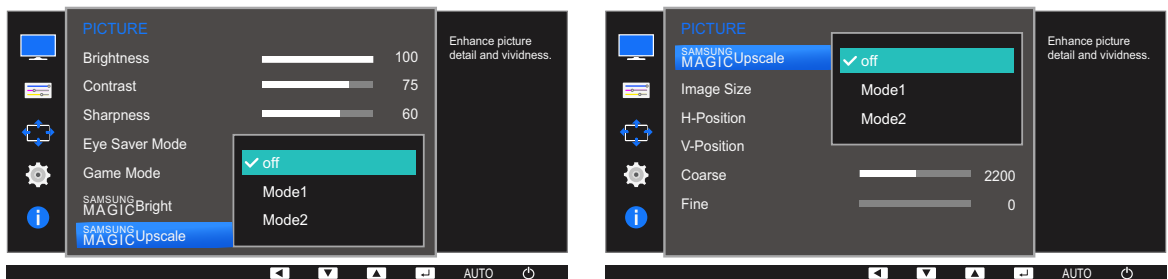 PICTURE
Brightness 100
Contrast 75
Sharpness 60
Eye Saver Mode
Game Mode
SAMSUNG
MAGICBright
SAMSUNG
MAGICUpscale
off
Mode1
Mode2
Enhance picture
detail and vividness.
AUTO
PICTURE
SAMSUNG
MAGICUpscale
Image Size
H-Position
V-Position
Coarse 2200
Fine 0
off
Mode1
Mode2
Enhance picture
detail and vividness.
AUTO